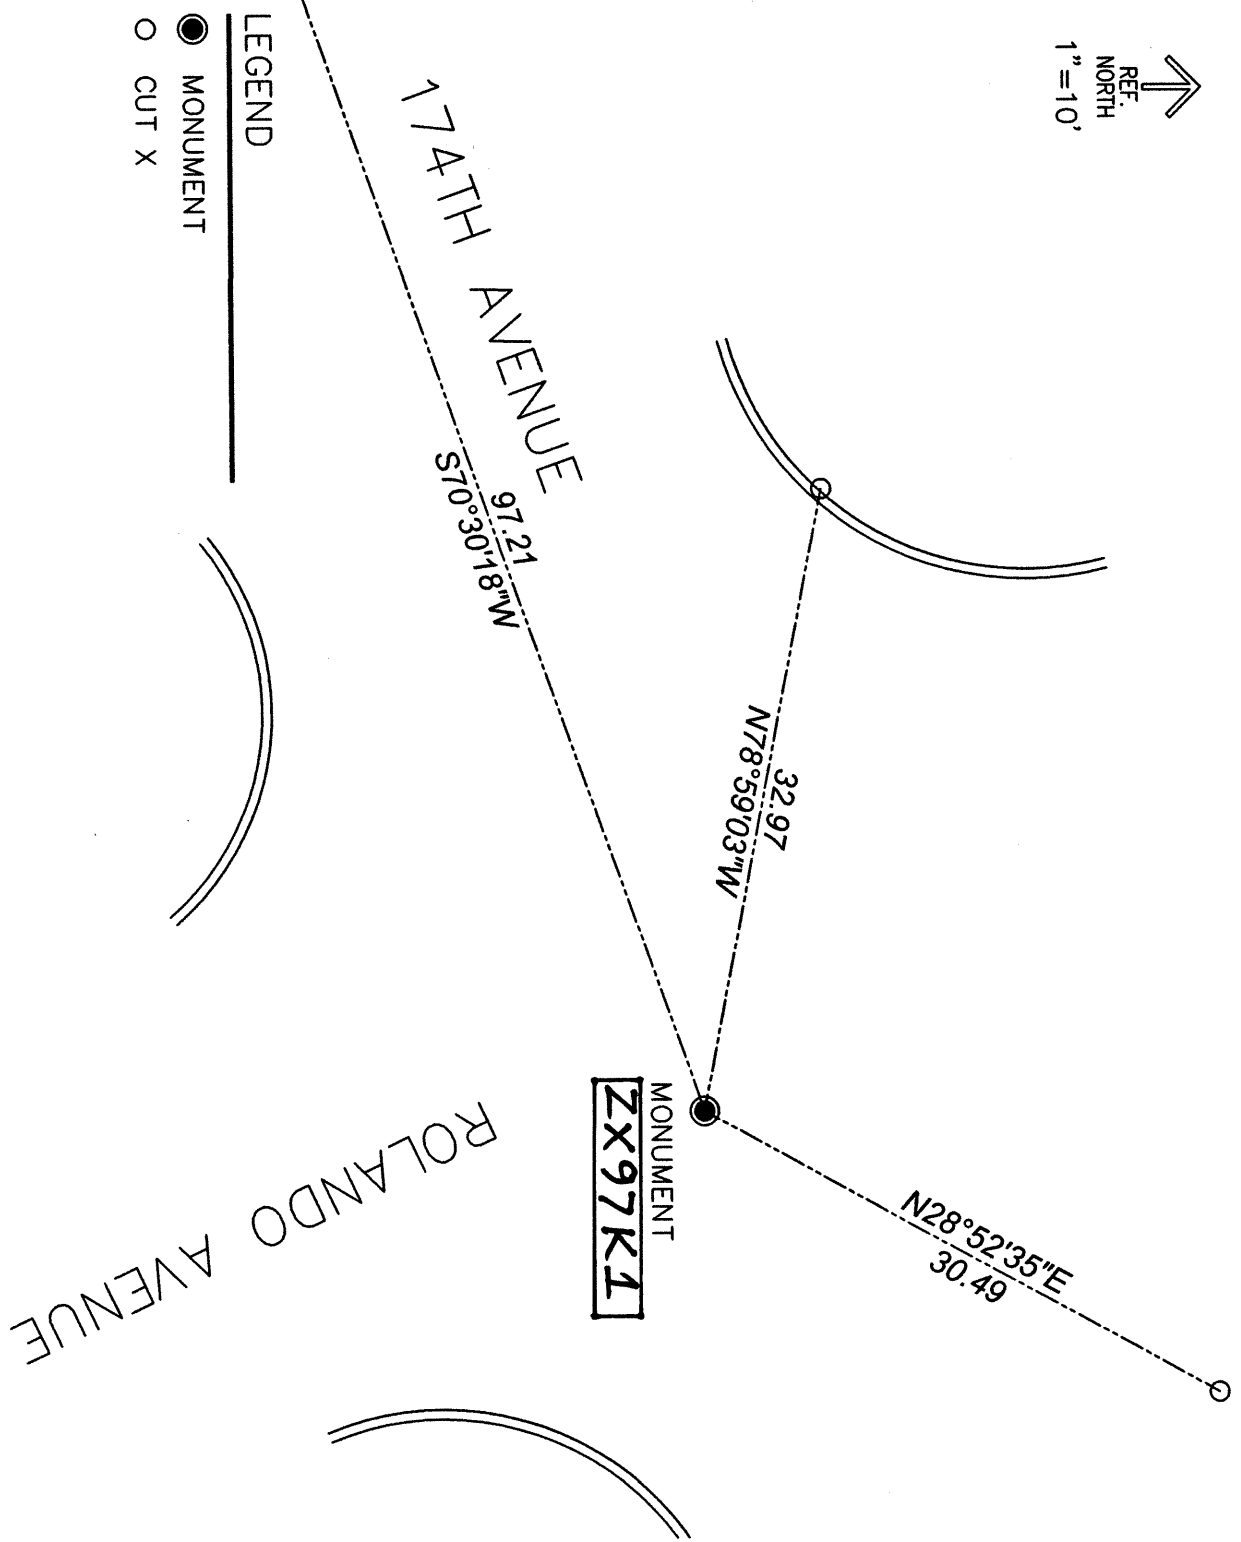 REF.
NORTH
1"=10'
32.97
N78°59'03"W
N28°52'35"E
30.49
MONUMENT
ZX97K1
174TH AVENUE
97.21
S70°30'18"W
ROLANDO AVENUE
LEGEND
MONUMENT
CUT X